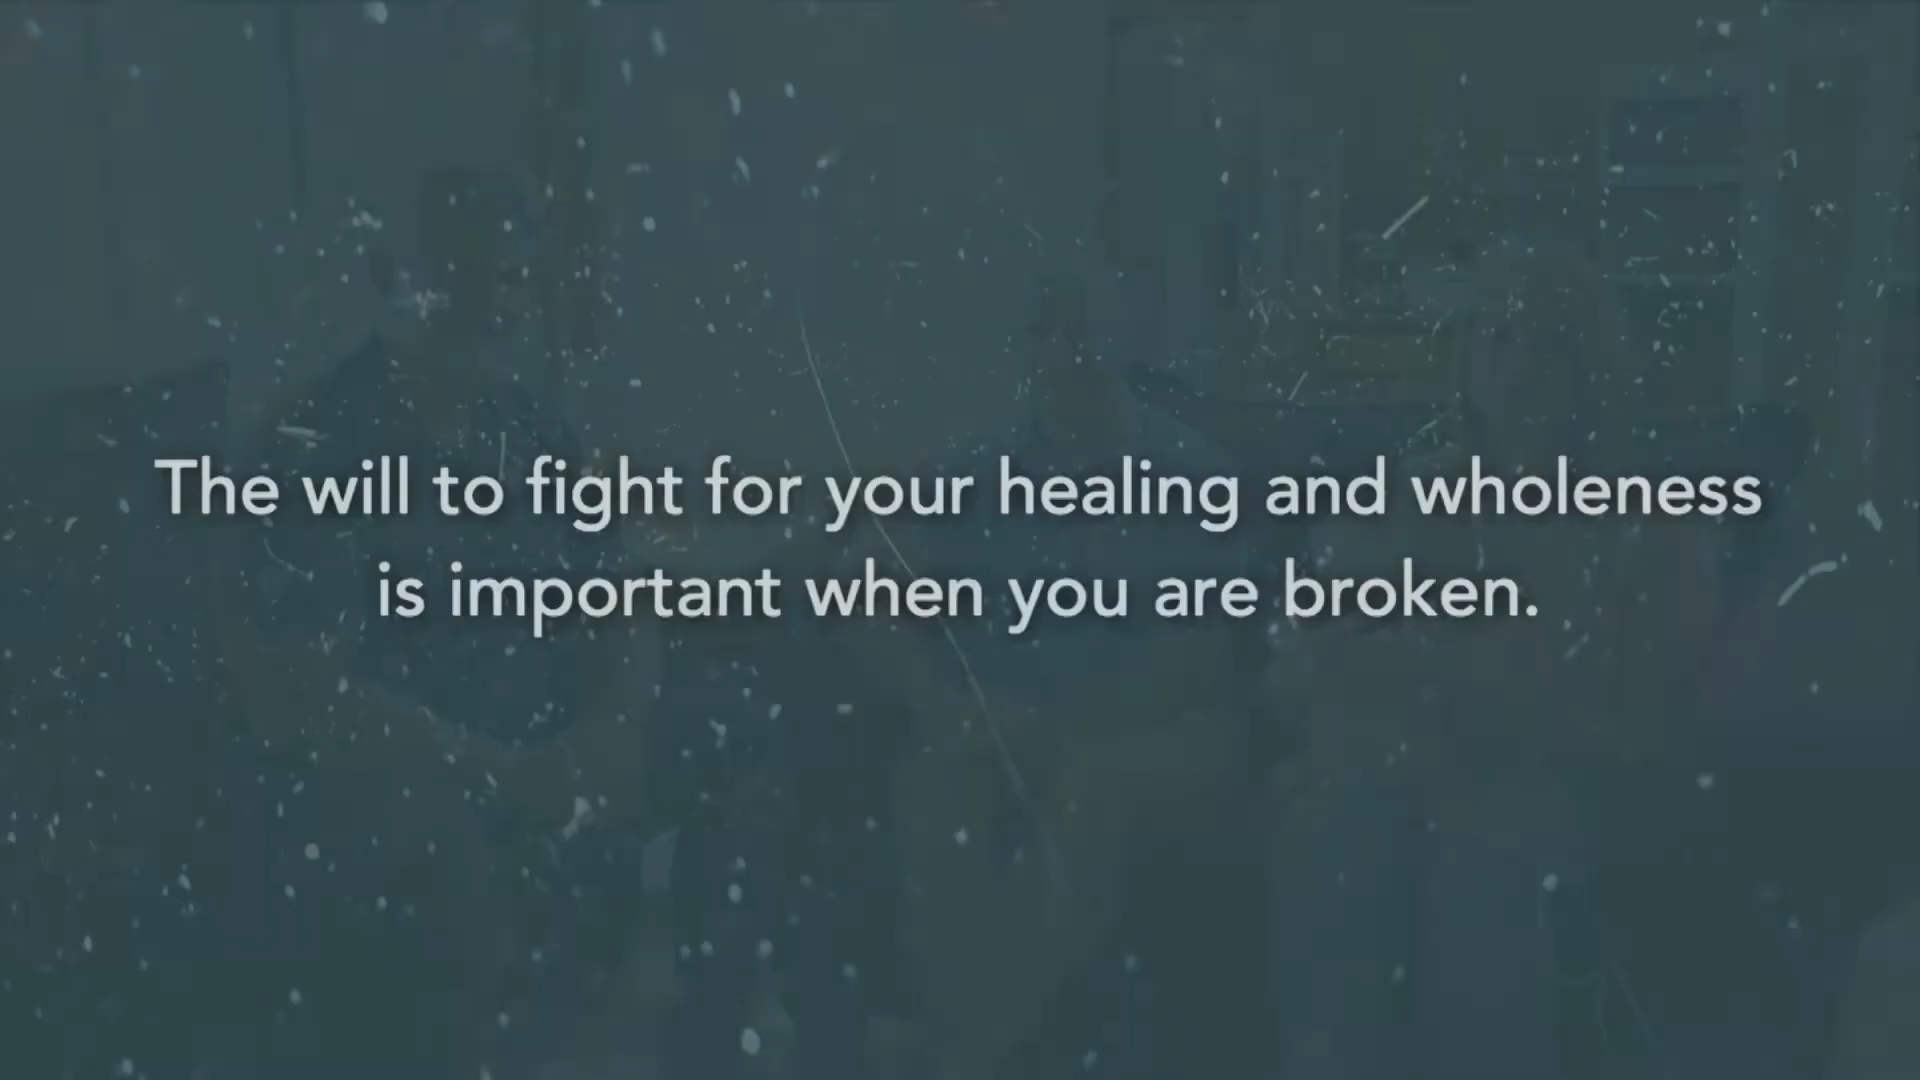 The will to fight for your healing and wholeness
is important when you are broken.